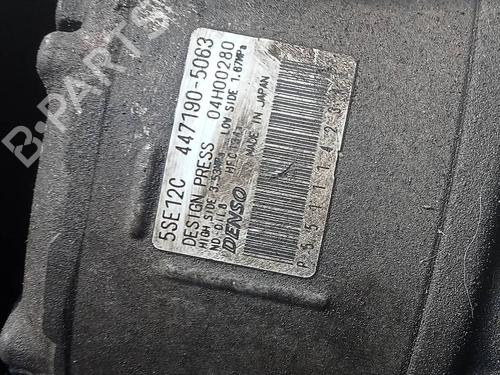 B-PARTS
5SE12C 447190-5063
DESIGN PRESS 04H00280
HIGH SIDE 3.53MPa LOW SIDE 1.67MPa
ND-OIL8 HFC134a
DENSO MADE IN JAPAN